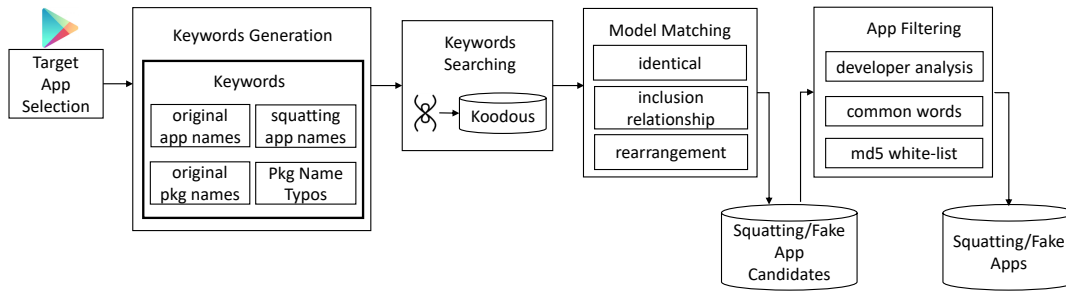 Target
App
Selection
Keywords Generation
Keywords
original
app names
squatting
app names
original
pkg names
Pkg Name
Typos
Keywords
Searching
Koodous
Model Matching
identical
inclusion
relationship
rearrangement
Squatting/Fake
App
Candidates
App Filtering
developer analysis
common words
md5 white-list
Squatting/Fake
Apps